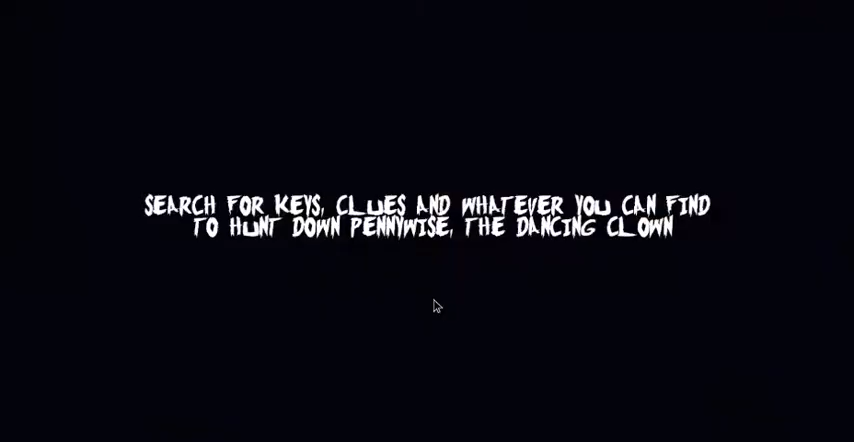 SEARCH FOR KEYS, CLUES AND WHATEVER YOU CAN FIND
TO HUNT DOWN PENNYWISE, THE DANCING CLOWN